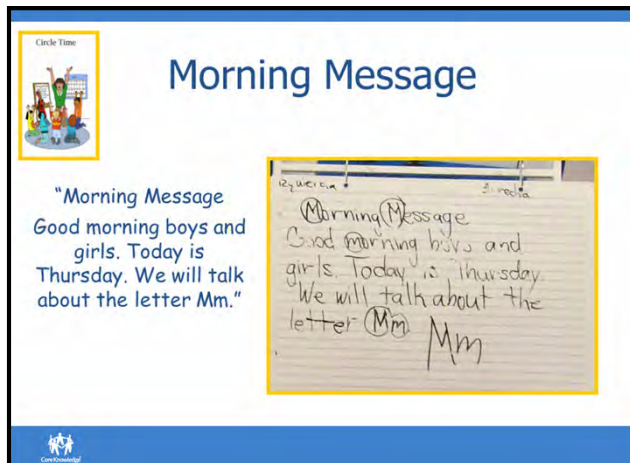 Circle Time
Morning Message
"Morning Message
Good morning boys and
girls. Today is
Thursday. We will talk
about the letter Mm."
Morning Message
Good morning boys and
girls. Today is Thursday
We will talk about the
letter Mm
Mm
CoreKnowledge